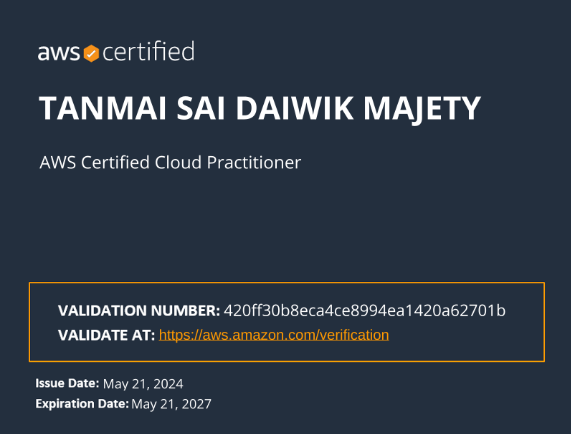 aws certified
TANMAI SAI DAIWIK MAJETY
AWS Certified Cloud Practitioner
VALIDATION NUMBER: 420ff30b8eca4ce8994ea1420a62701b
VALIDATE AT: https://aws.amazon.com/verification
Issue Date: May 21, 2024
Expiration Date: May 21, 2027